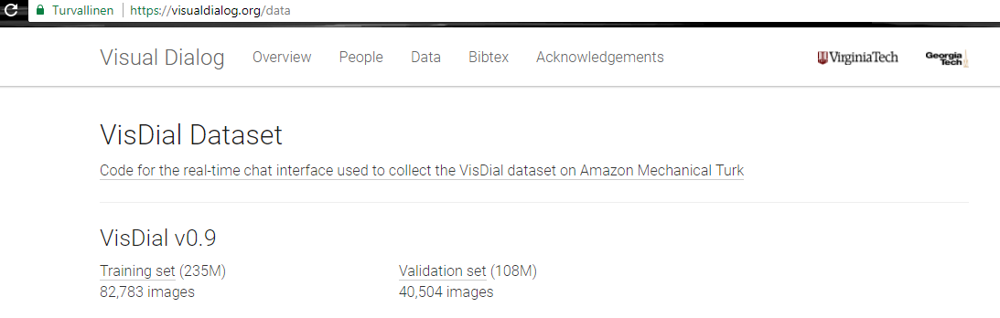 Turvallinen | https://visualdialog.org/data
Visual Dialog Overview People Data Bibtex Acknowledgements VirginiaTech Georgia Tech
VisDial Dataset
Code for the real-time chat interface used to collect the VisDial dataset on Amazon Mechanical Turk
VisDial v0.9
Training set (235M) Validation set (108M)
82,783 images 40,504 images